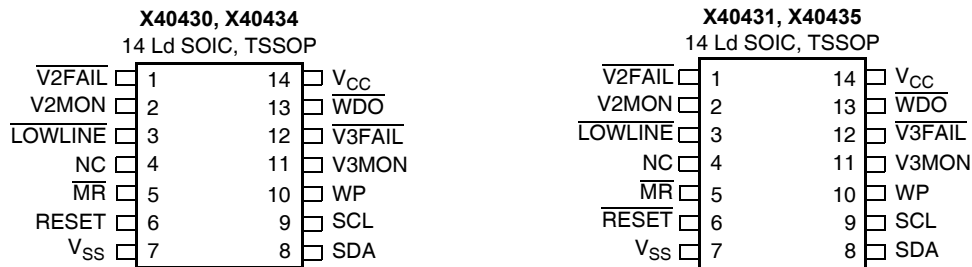 X40430, X40434
14 Ld SOIC, TSSOP
V2FAIL 1 14 VCC
V2MON 2 13 WDO
LOWLINE 3 12 V3FAIL
NC 4 11 V3MON
MR 5 10 WP
RESET 6 9 SCL
VSS 7 8 SDA
X40431, X40435
14 Ld SOIC, TSSOP
V2FAIL 1 14 VCC
V2MON 2 13 WDO
LOWLINE 3 12 V3FAIL
NC 4 11 V3MON
MR 5 10 WP
RESET 6 9 SCL
VSS 7 8 SDA